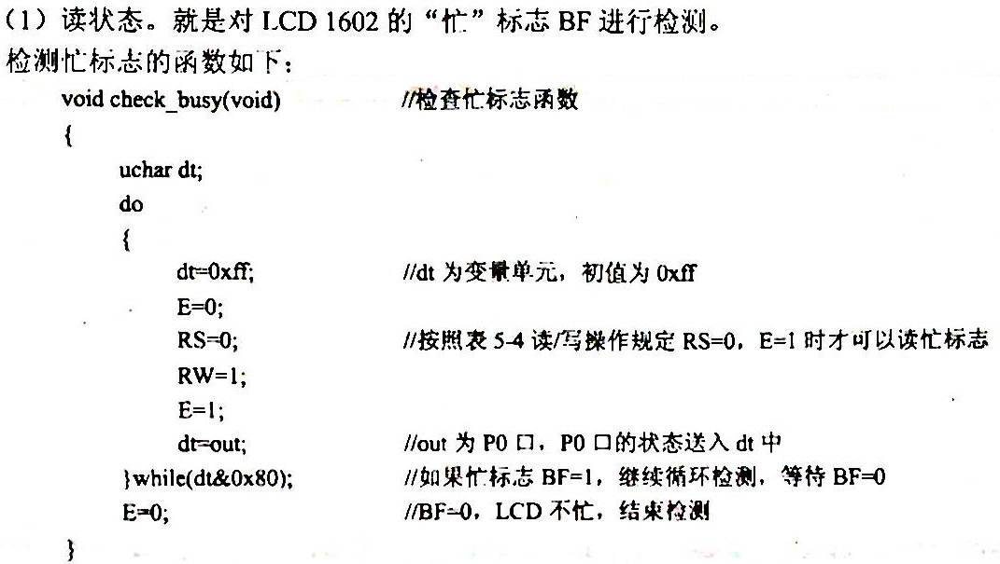 (1) 读状态。就是对 LCD 1602 的“忙”标志 BF 进行检测。
检测忙标志的函数如下：
void check_busy(void) //检查忙标志函数
{
uchar dt;
do
{
dt=0xff; //dt 为变量单元，初值为 0xff
E=0;
RS=0; //按照表 5-4 读/写操作规定 RS=0，E=1 时才可以读忙标志
RW=1;
E=1;
dt=out; //out 为 P0 口，P0 口的状态送入 dt 中
}while(dt&0x80); //如果忙标志 BF=1，继续循环检测，等待 BF=0
E=0; //BF=0，LCD 不忙，结束检测
}